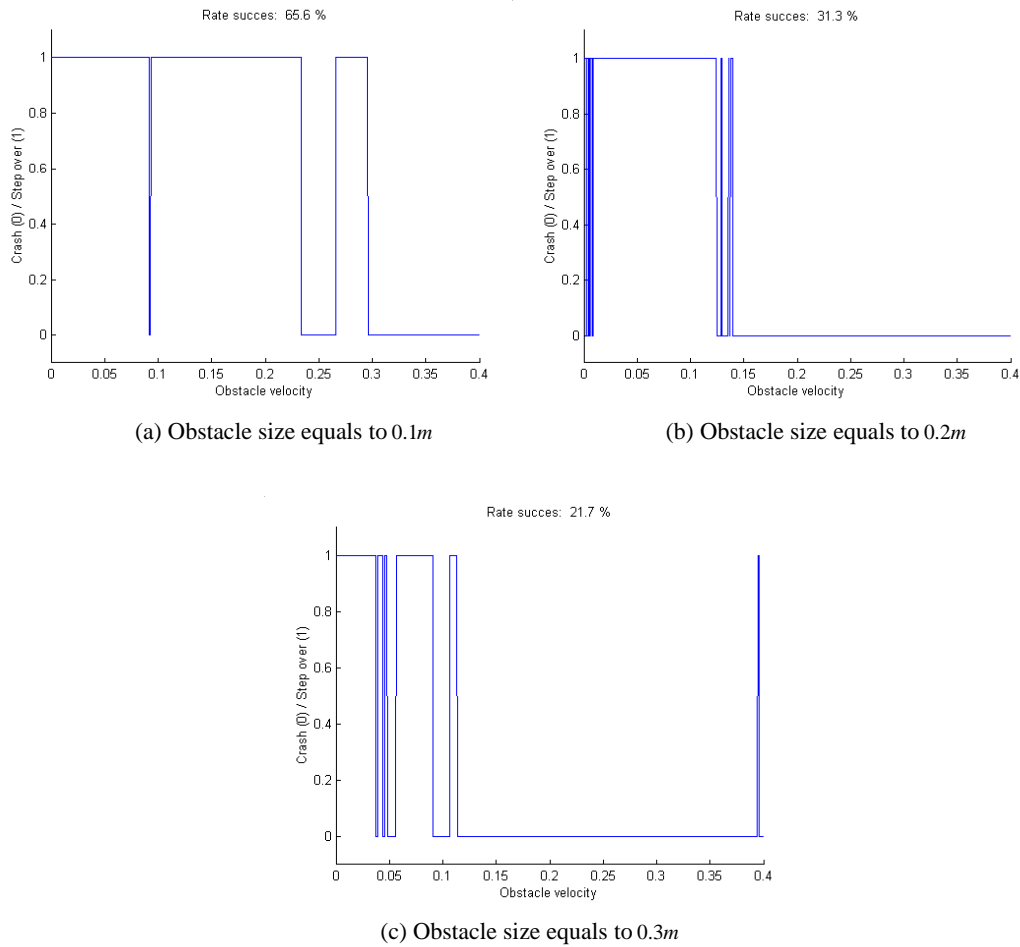 Rate succes: 65.6 %
1
0.8
0.6
0.4
0.2
0
Crash (0) / Step over (1)
0 0.05 0.1 0.15 0.2 0.25 0.3 0.35 0.4
Obstacle velocity
(a) Obstacle size equals to 0.1m
Rate succes: 31.3 %
1
0.8
0.6
0.4
0.2
0
Crash (0) / Step over (1)
0 0.05 0.1 0.15 0.2 0.25 0.3 0.35 0.4
Obstacle velocity
(b) Obstacle size equals to 0.2m
Rate succes: 21.7 %
1
0.8
0.6
0.4
0.2
0
Crash (0) / Step over (1)
0 0.05 0.1 0.15 0.2 0.25 0.3 0.35 0.4
Obstacle velocity
(c) Obstacle size equals to 0.3m